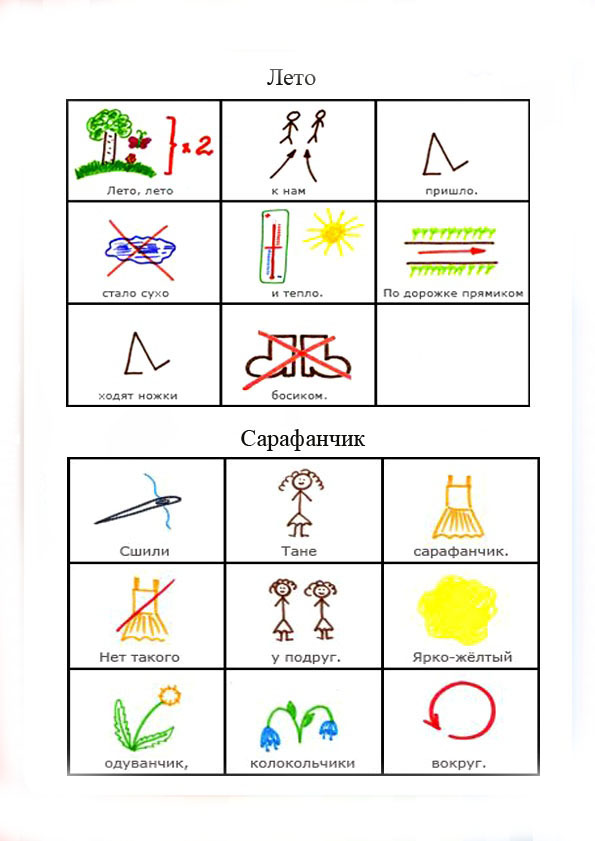 Лето
x 2
Лето, лето
к нам
пришло.
стало сухо
и тепло.
По дорожке прямиком
ходят ножки
босиком.
Сарафанчик
Сшили
Тане
сарафанчик.
Нет такого
у подруг.
Ярко-жёлтый
одуванчик,
колокольчики
вокруг.